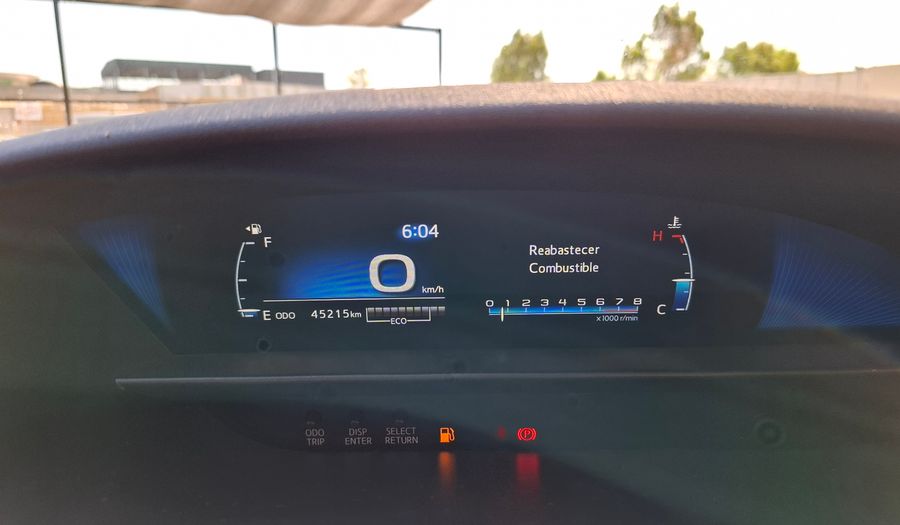 6:04
F
0
km/h
E ODO 45215km
ECO
Reabastecer
Combustible
0 1 2 3 4 5 6 7 8
x1000 r/min
H
C
ODO
TRIP
DISP
ENTER
SELECT
RETURN
P